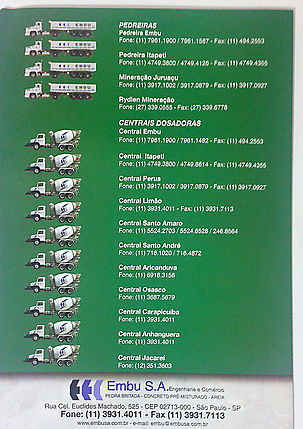 PEDREIRAS
Pedreira Embu
Fone: (11) 7961.1900 / 7961.1567 - Fax: (11) 494.2553
Pedreira Itapeti
Fone: (11) 4749.3800 / 4749.4126 - Fax: (11) 4749.4355
Mineração Juruaçu
Fone: (11) 3917.1002 / 3917.0879 - Fax: (11) 3917.0927
Rydien Mineração
Fone: (27) 339.0655 - Fax: (27) 339.6778
CENTRAIS DOSADORAS
Central Embu
Fone: (11) 7961.1900 / 7961.1482 - Fax: (11) 494.2553
Central Itapeti
Fone: (11) 4749.3800 / 4749.8614 - Fax: (11) 4749.4355
Central Perus
Fone: (11) 3917.1002 / 3917.0879 - Fax: (11) 3917.0927
Central Limão
Fone: (11) 3931.4011 - Fax: (11) 3931.7113
Central Santo Amaro
Fone: (11) 5524.2703 / 5524.6528 / 246.8664
Central Santo André
Fone: (11) 716.1020 / 716.4872
Central Aricanduva
Fone: (11) 6918.3156
Central Osasco
Fone: (11) 3687.5679
Central Carapicuiba
Fone: (11) 3931.4011
Central Anhanguera
Fone: (11) 3931.4011
Central Jacareí
Fone: (12) 351.3603
Embu S.A. Engenharia e Comércio
PEDRA BRITADA - CONCRETO PRÉ-MISTURADO - AREIA
Rua Cel. Euclides Machado, 525 - CEP 02713-000 - São Paulo - SP
Fone: (11) 3931.4011 - Fax (11) 3931.7113
www.embusa.com.br - e-mail: embu@embusa.com.br